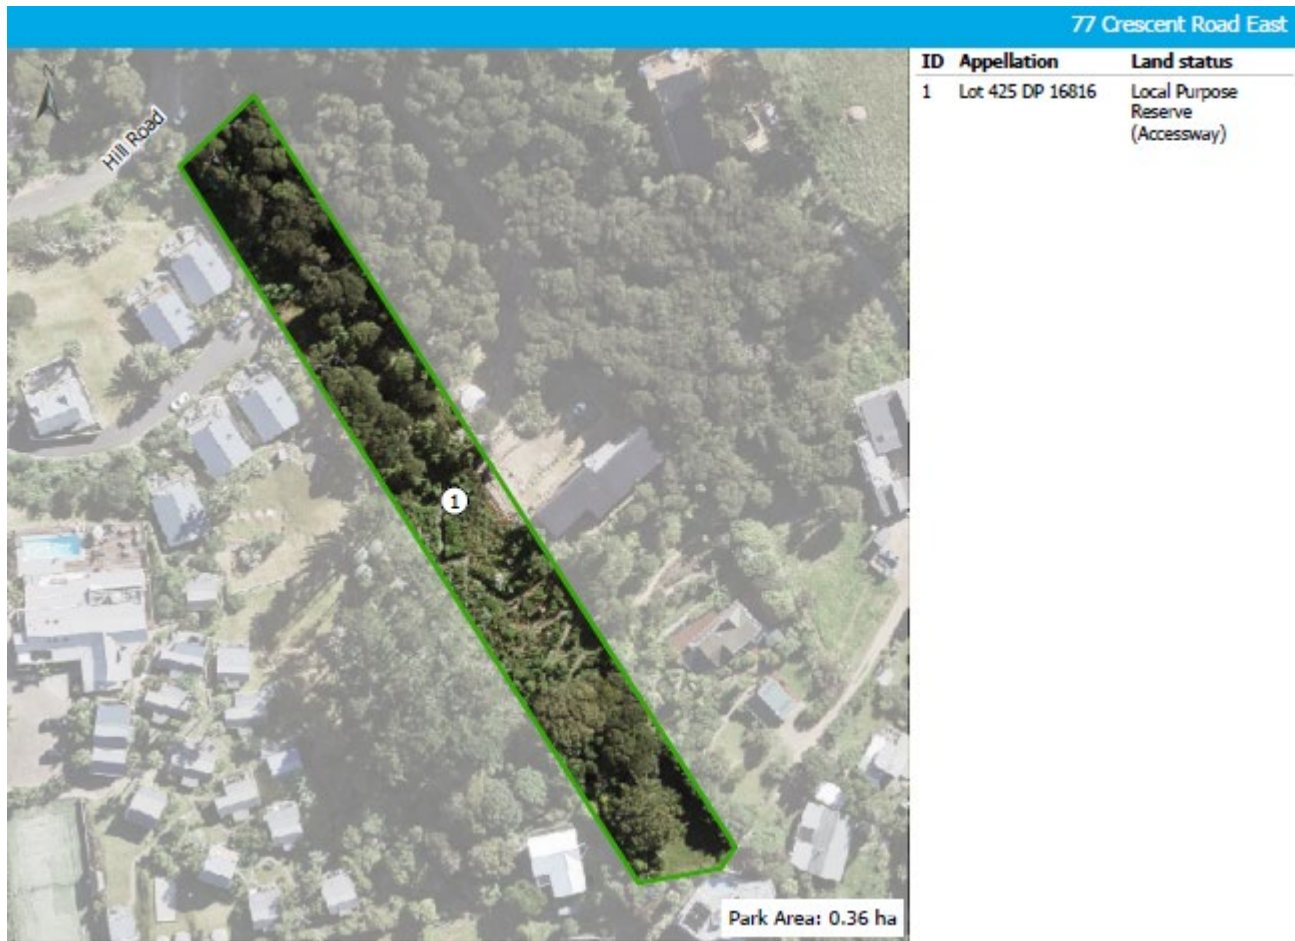 77 Crescent Road East
ID Appellation Land status
1 Lot 425 DP 16816 Local Purpose
Reserve
(Accessway)
N
Hill Road
1
Park Area: 0.36 ha